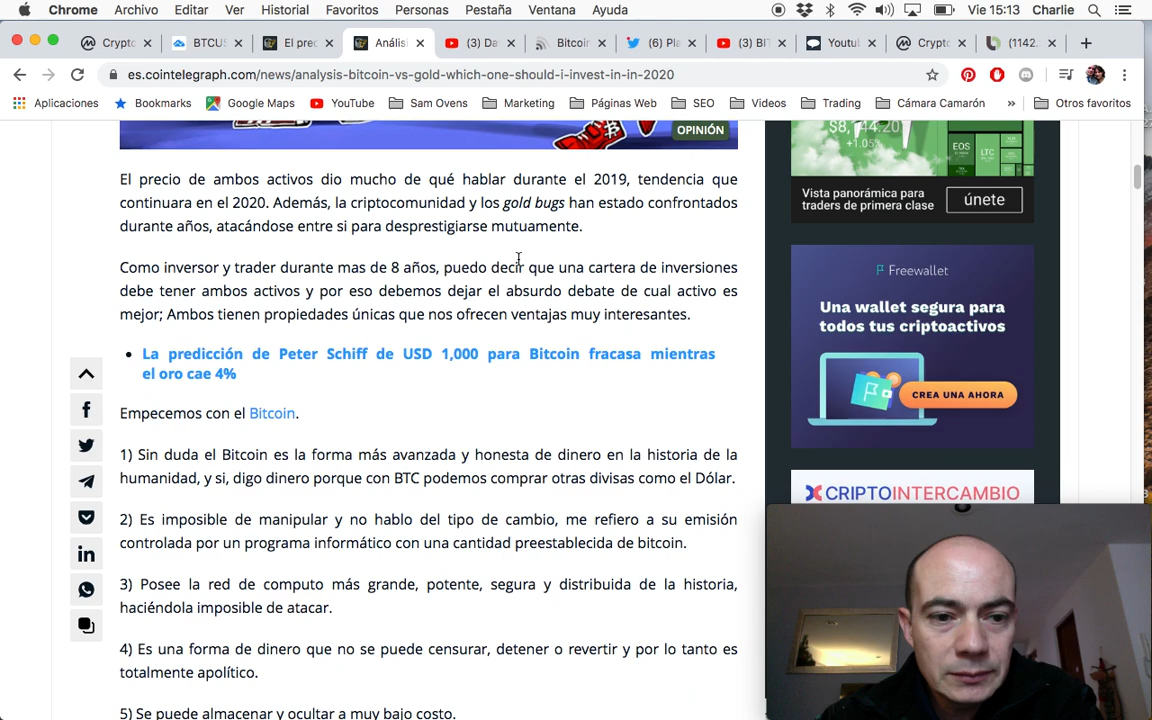 Chrome Archivo Editar Ver Historial Favoritos Personas Pestaña Ventana Ayuda Vie 15:13 Charlie
Crypto BTCUS El prec Anális (3) Da Bitcoin (6) Pla (3) BI Youtu Crypto (1142.
es.cointelegraph.com/news/analysis-bitcoin-vs-gold-which-one-should-i-invest-in-in-2020
Aplicaciones Bookmarks Google Maps YouTube Sam Ovens Marketing Páginas Web SEO Videos Trading Cámara Camarón » Otros favoritos
OPINIÓN
El precio de ambos activos dio mucho de qué hablar durante el 2019, tendencia que
continuara en el 2020. Además, la criptocomunidad y los gold bugs han estado confrontados
durante años, atacándose entre si para desprestigiarse mutuamente.
Como inversor y trader durante mas de 8 años, puedo decir que una cartera de inversiones
debe tener ambos activos y por eso debemos dejar el absurdo debate de cual activo es
mejor; Ambos tienen propiedades únicas que nos ofrecen ventajas muy interesantes.
• La predicción de Peter Schiff de USD 1,000 para Bitcoin fracasa mientras
el oro cae 4%
Empecemos con el Bitcoin.
1) Sin duda el Bitcoin es la forma más avanzada y honesta de dinero en la historia de la
humanidad, y si, digo dinero porque con BTC podemos comprar otras divisas como el Dólar.
2) Es imposible de manipular y no hablo del tipo de cambio, me refiero a su emisión
controlada por un programa informático con una cantidad preestablecida de bitcoin.
3) Posee la red de computo más grande, potente, segura y distribuida de la historia,
haciéndola imposible de atacar.
4) Es una forma de dinero que no se puede censurar, detener o revertir y por lo tanto es
totalmente apolítico.
5) Se puede almacenar y ocultar a muy bajo costo.
$8,144.20
+1.05%
EOS
LTC
Vista panorámica para
traders de primera clase
únete
Freewallet
Una wallet segura para
todos tus criptoactivos
CREA UNA AHORA
CRIPTOINTERCAMBIO